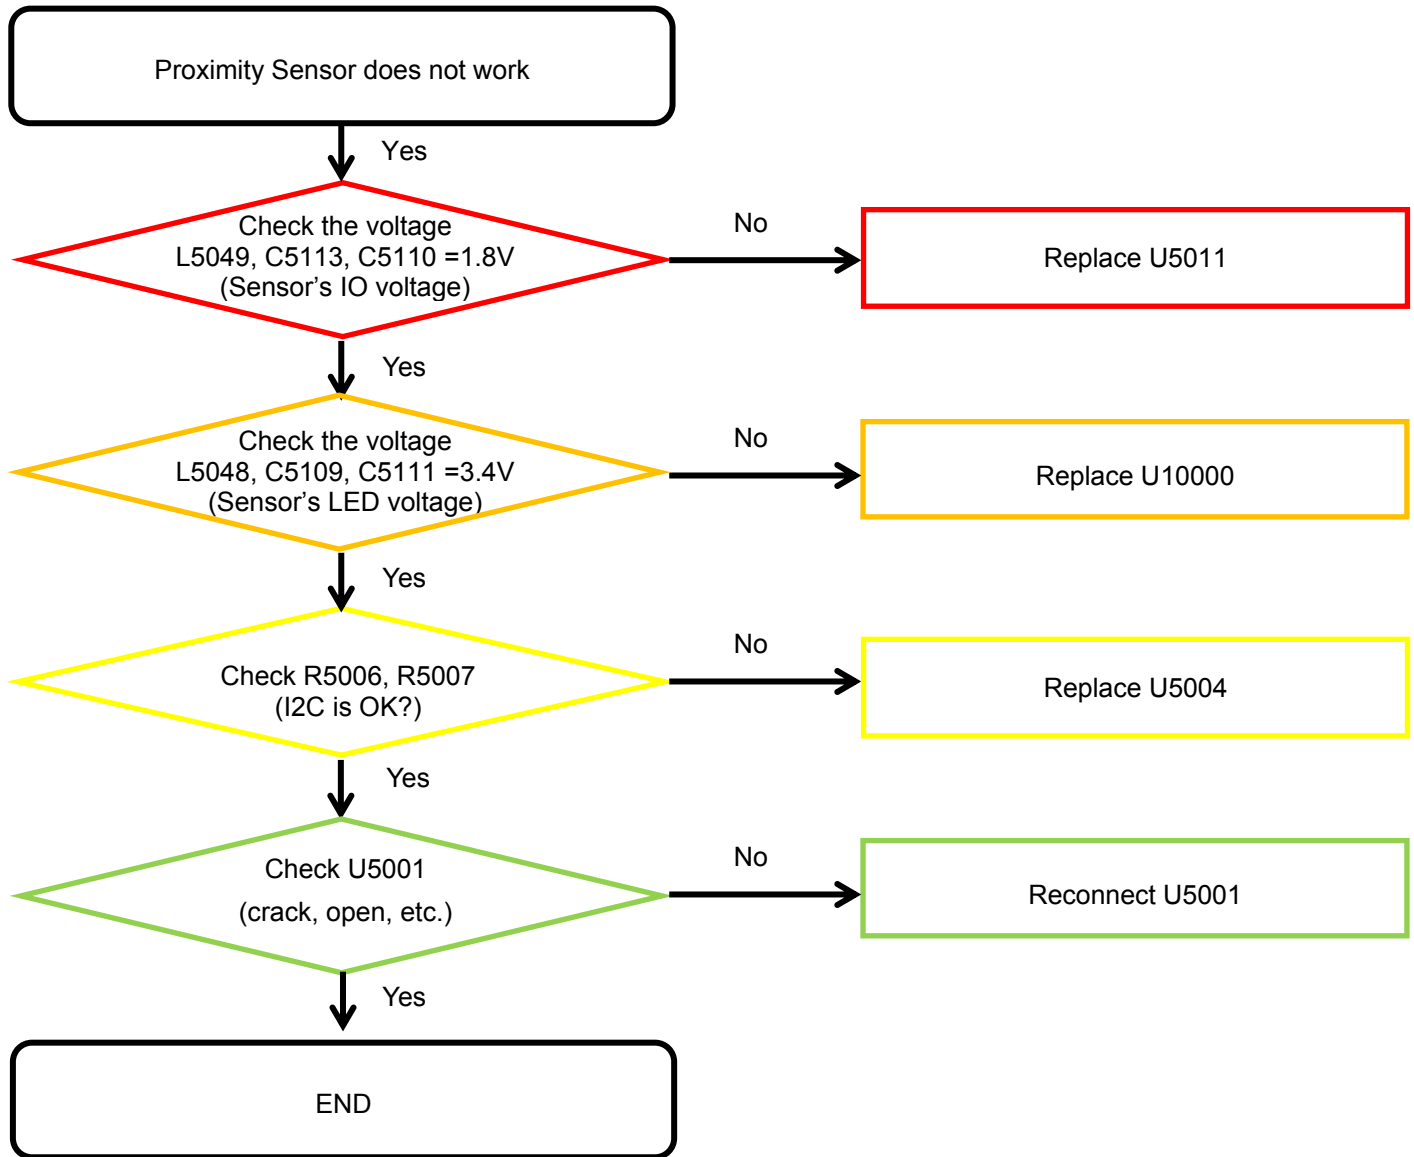 Proximity Sensor does not work
Yes
Check the voltage
L5049, C5113, C5110 =1.8V
(Sensor’s IO voltage)
No
Replace U5011
Yes
Check the voltage
L5048, C5109, C5111 =3.4V
(Sensor’s LED voltage)
No
Replace U10000
Yes
Check R5006, R5007
(I2C is OK?)
No
Replace U5004
Yes
Check U5001
(crack, open, etc.)
No
Reconnect U5001
Yes
END